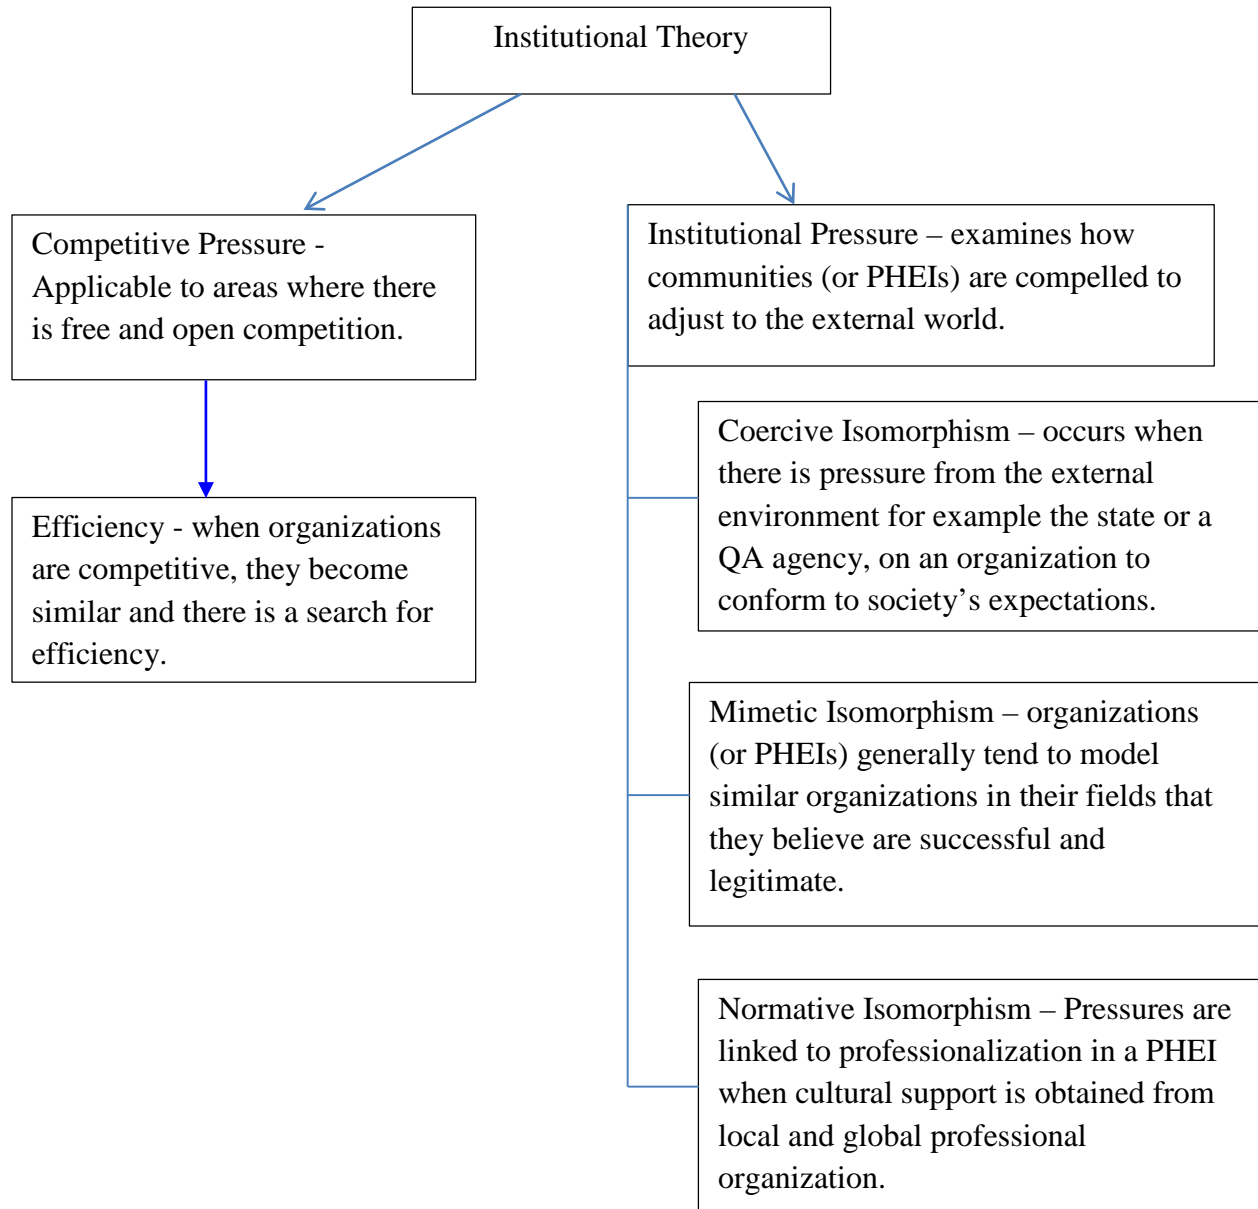 Institutional Theory
Competitive Pressure -
Applicable to areas where there
is free and open competition.
Efficiency - when organizations
are competitive, they become
similar and there is a search for
efficiency.
Institutional Pressure – examines how
communities (or PHEIs) are compelled to
adjust to the external world.
Coercive Isomorphism – occurs when
there is pressure from the external
environment for example the state or a
QA agency, on an organization to
conform to society’s expectations.
Mimetic Isomorphism – organizations
(or PHEIs) generally tend to model
similar organizations in their fields that
they believe are successful and
legitimate.
Normative Isomorphism – Pressures are
linked to professionalization in a PHEI
when cultural support is obtained from
local and global professional
organization.